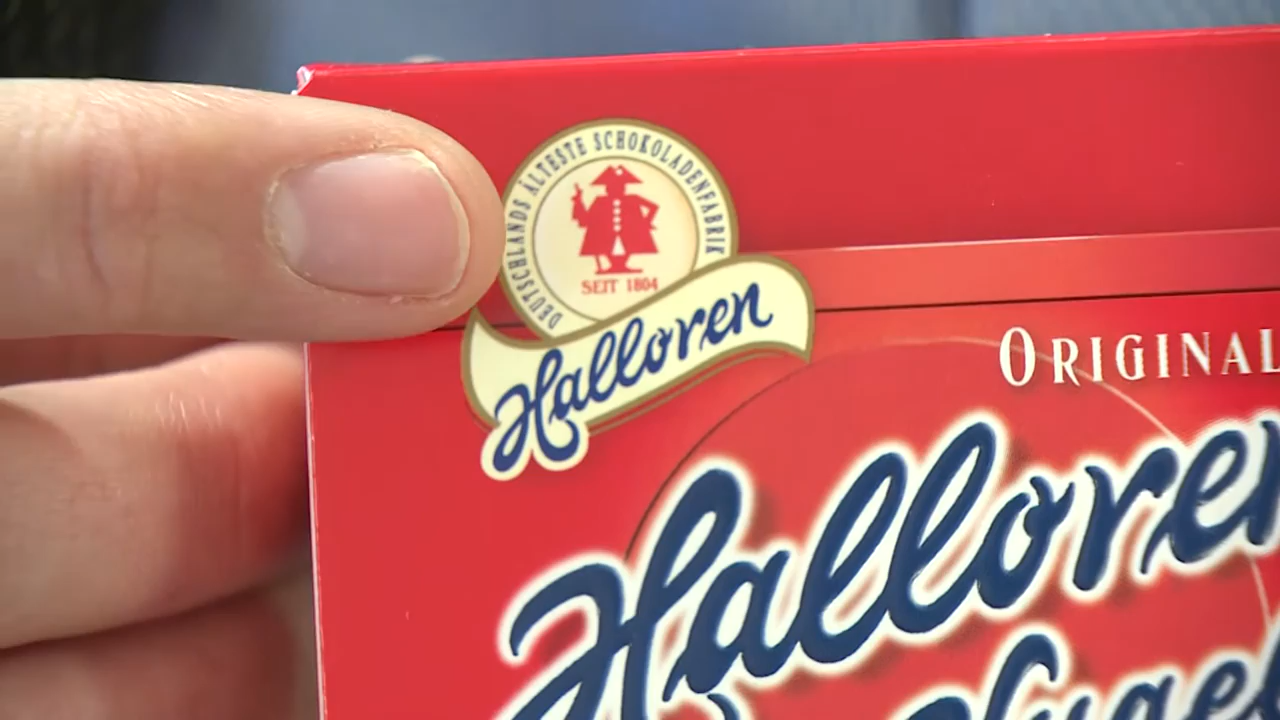 DEUTSCHLANDS ÄLTESTE SCHOKOLADENFABRIK
SEIT 1804
Halloren
ORIGINAL
Halloren